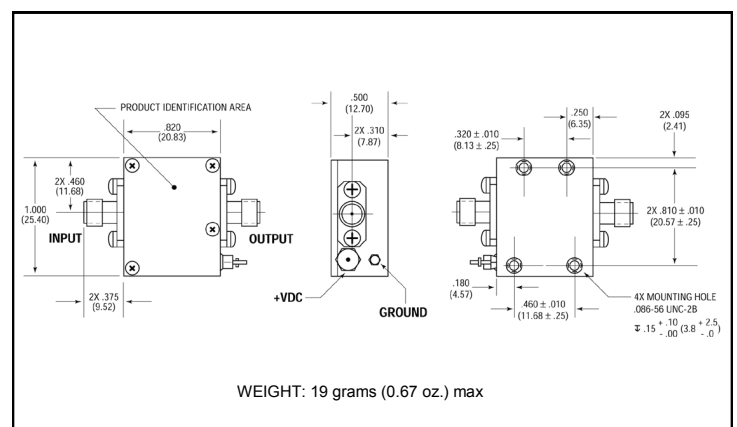 PRODUCT IDENTIFICATION AREA
.820
(20.83)
2X .460
(11.68)
1.000
(25.40)
INPUT
OUTPUT
2X .375
(9.52)
.500
(12.70)
2X .310
(7.87)
+VDC
GROUND
.250
(6.35)
2X .095
(2.41)
.320 ± .010
(8.13 ± .25)
2X .810 ± .010
(20.57 ± .25)
.180
(4.57)
.460 ± .010
(11.68 ± .25)
4X MOUNTING HOLE
.086-56 UNC-2B
↧ .15 + .10 - .00 (3.8 + 2.5 - .0)
WEIGHT: 19 grams (0.67 oz.) max